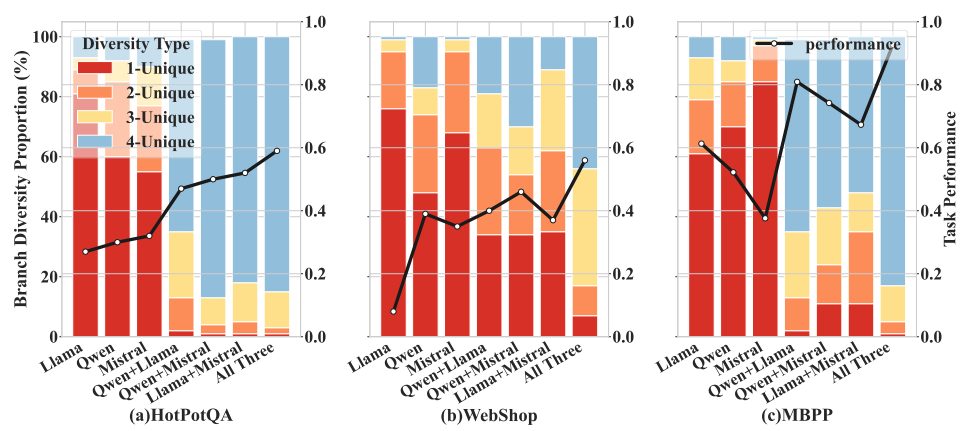 Branch Diversity Proportion (%)
100
80
60
40
20
0
Diversity Type
1-Unique
2-Unique
3-Unique
4-Unique
1.0
0.8
0.6
0.4
0.2
0.0
Llama
Qwen
Mistral
Qwen+Llama
Qwen+Mistral
Llama+Mistral
All Three
(a)HotPotQA
1.0
0.8
0.6
0.4
0.2
0.0
Llama
Qwen
Mistral
Qwen+Llama
Qwen+Mistral
Llama+Mistral
All Three
(b)WebShop
performance
1.0
0.8
0.6
0.4
0.2
0.0
Task Performance
Llama
Qwen
Mistral
Qwen+Llama
Qwen+Mistral
Llama+Mistral
All Three
(c)MBPP